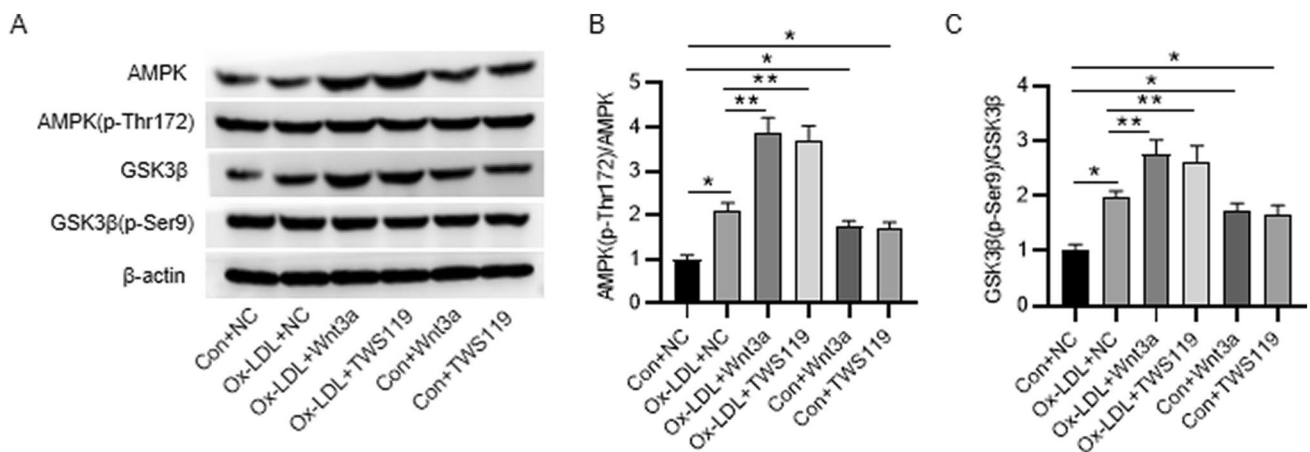 A
AMPK
AMPK(p-Thr172)
GSK3β
GSK3β(p-Ser9)
β-actin
Con+NC
Ox-LDL+NC
Ox-LDL+Wnt3a
Ox-LDL+TWS119
Con+Wnt3a
Con+TWS119
B
AMPK(p-Thr172)/AMPK
5
4
3
2
1
0
*
**
**
*
*
Con+NC
Ox-LDL+NC
Ox-LDL+Wnt3a
Ox-LDL+TWS119
Con+Wnt3a
Con+TWS119
C
GSK3β(p-Ser9)/GSK3β
4
3
2
1
0
*
**
**
*
*
Con+NC
Ox-LDL+NC
Ox-LDL+Wnt3a
Ox-LDL+TWS119
Con+Wnt3a
Con+TWS119